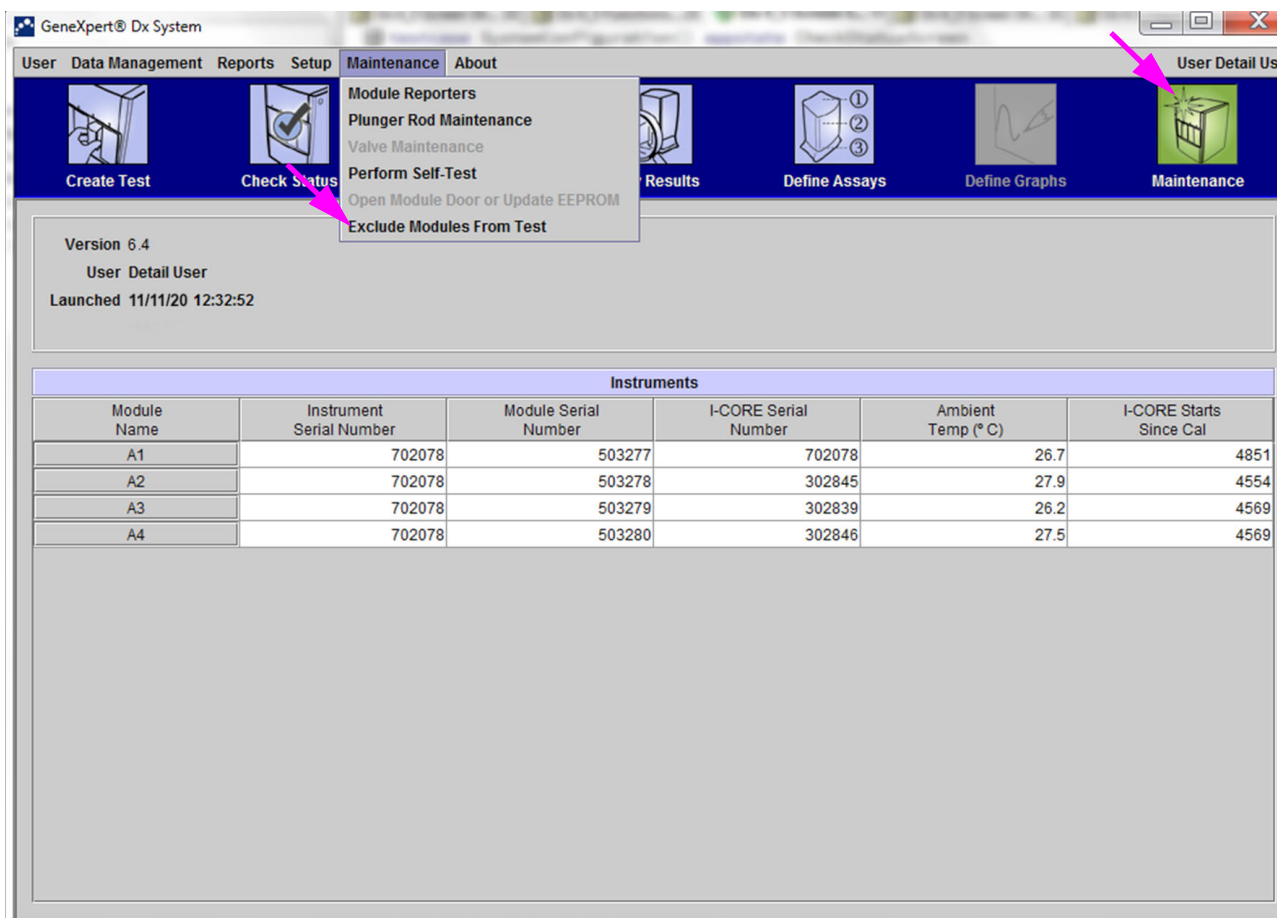 GeneXpert® Dx System
User Data Management Reports Setup Maintenance About User Detail Us
Module Reporters
Plunger Rod Maintenance
Valve Maintenance
Perform Self-Test
Open Module Door or Update EEPROM
Exclude Modules From Test
Create Test Check Status Results Define Assays Define Graphs Maintenance
1
2
3
Version 6.4
User Detail User
Launched 11/11/20 12:32:52
Instruments
Module Name Instrument Serial Number Module Serial Number I-CORE Serial Number Ambient Temp (° C) I-CORE Starts Since Cal
A1 702078 503277 702078 26.7 4851
A2 702078 503278 302845 27.9 4554
A3 702078 503279 302839 26.2 4569
A4 702078 503280 302846 27.5 4569